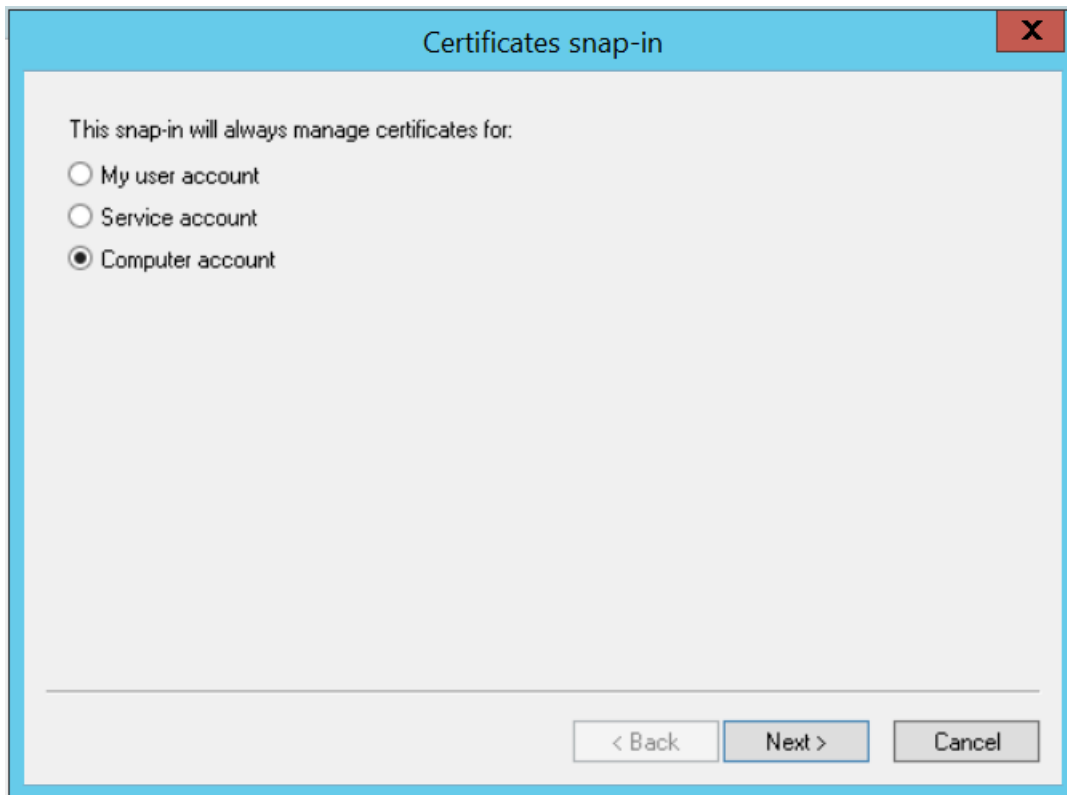 Certificates snap-in
X
This snap-in will always manage certificates for:
My user account
Service account
Computer account
< Back
Next >
Cancel